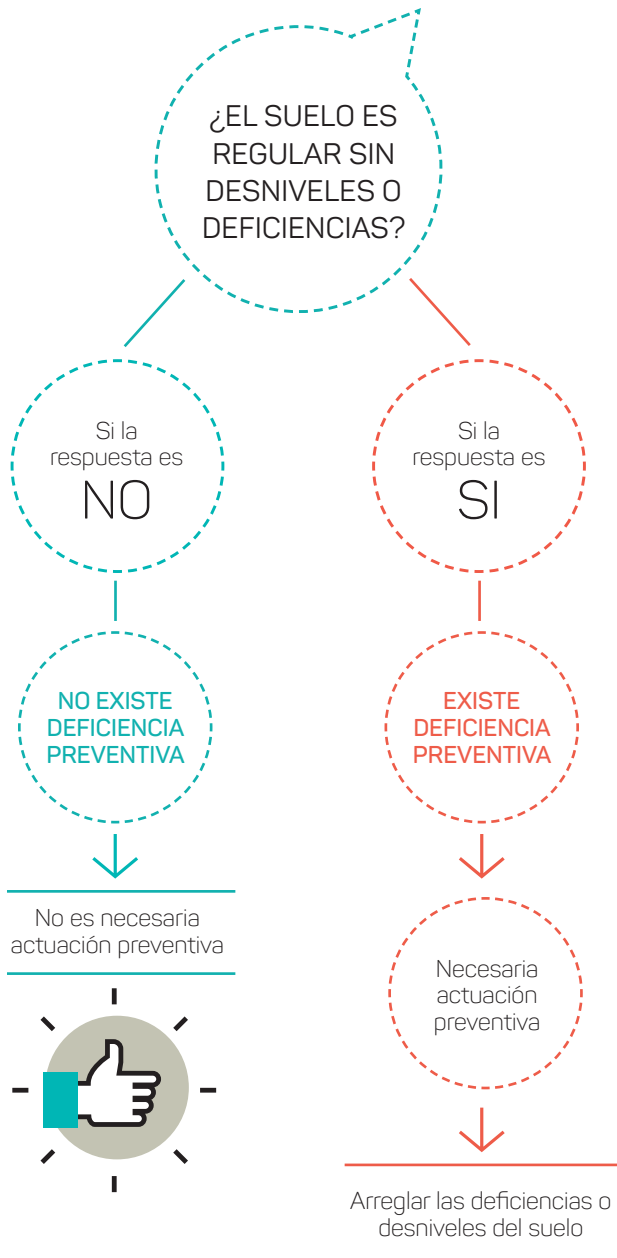 ¿EL SUELO ES
REGULAR SIN
DESNIVELES O
DEFICIENCIAS?
Si la
respuesta es
NO
NO EXISTE
DEFICIENCIA
PREVENTIVA
No es necesaria
actuación preventiva
Si la
respuesta es
SI
EXISTE
DEFICIENCIA
PREVENTIVA
Necesaria
actuación
preventiva
Arreglar las deficiencias o
desniveles del suelo